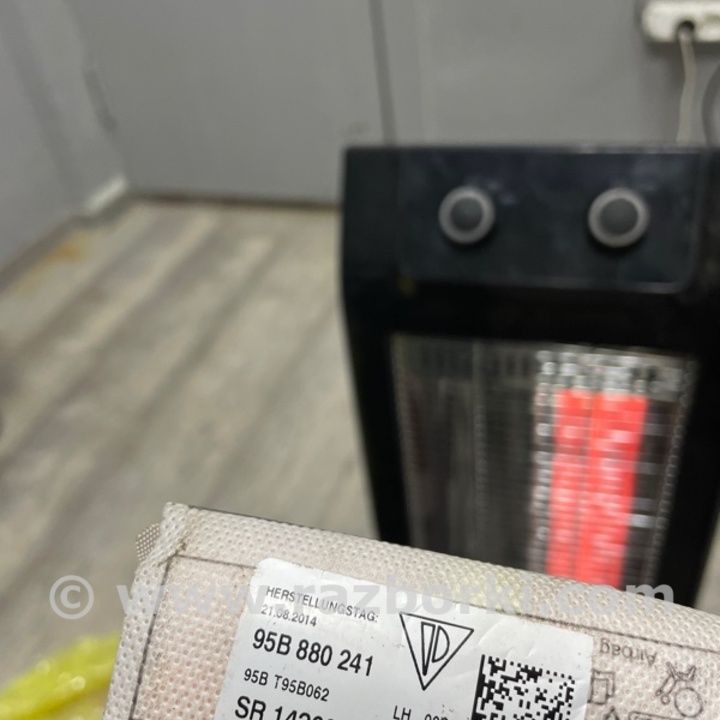 © www.razborki.com
HERSTELLUNGSTAG:
21.08.2014
95B 880 241
95B T95B062
LH
Airbag